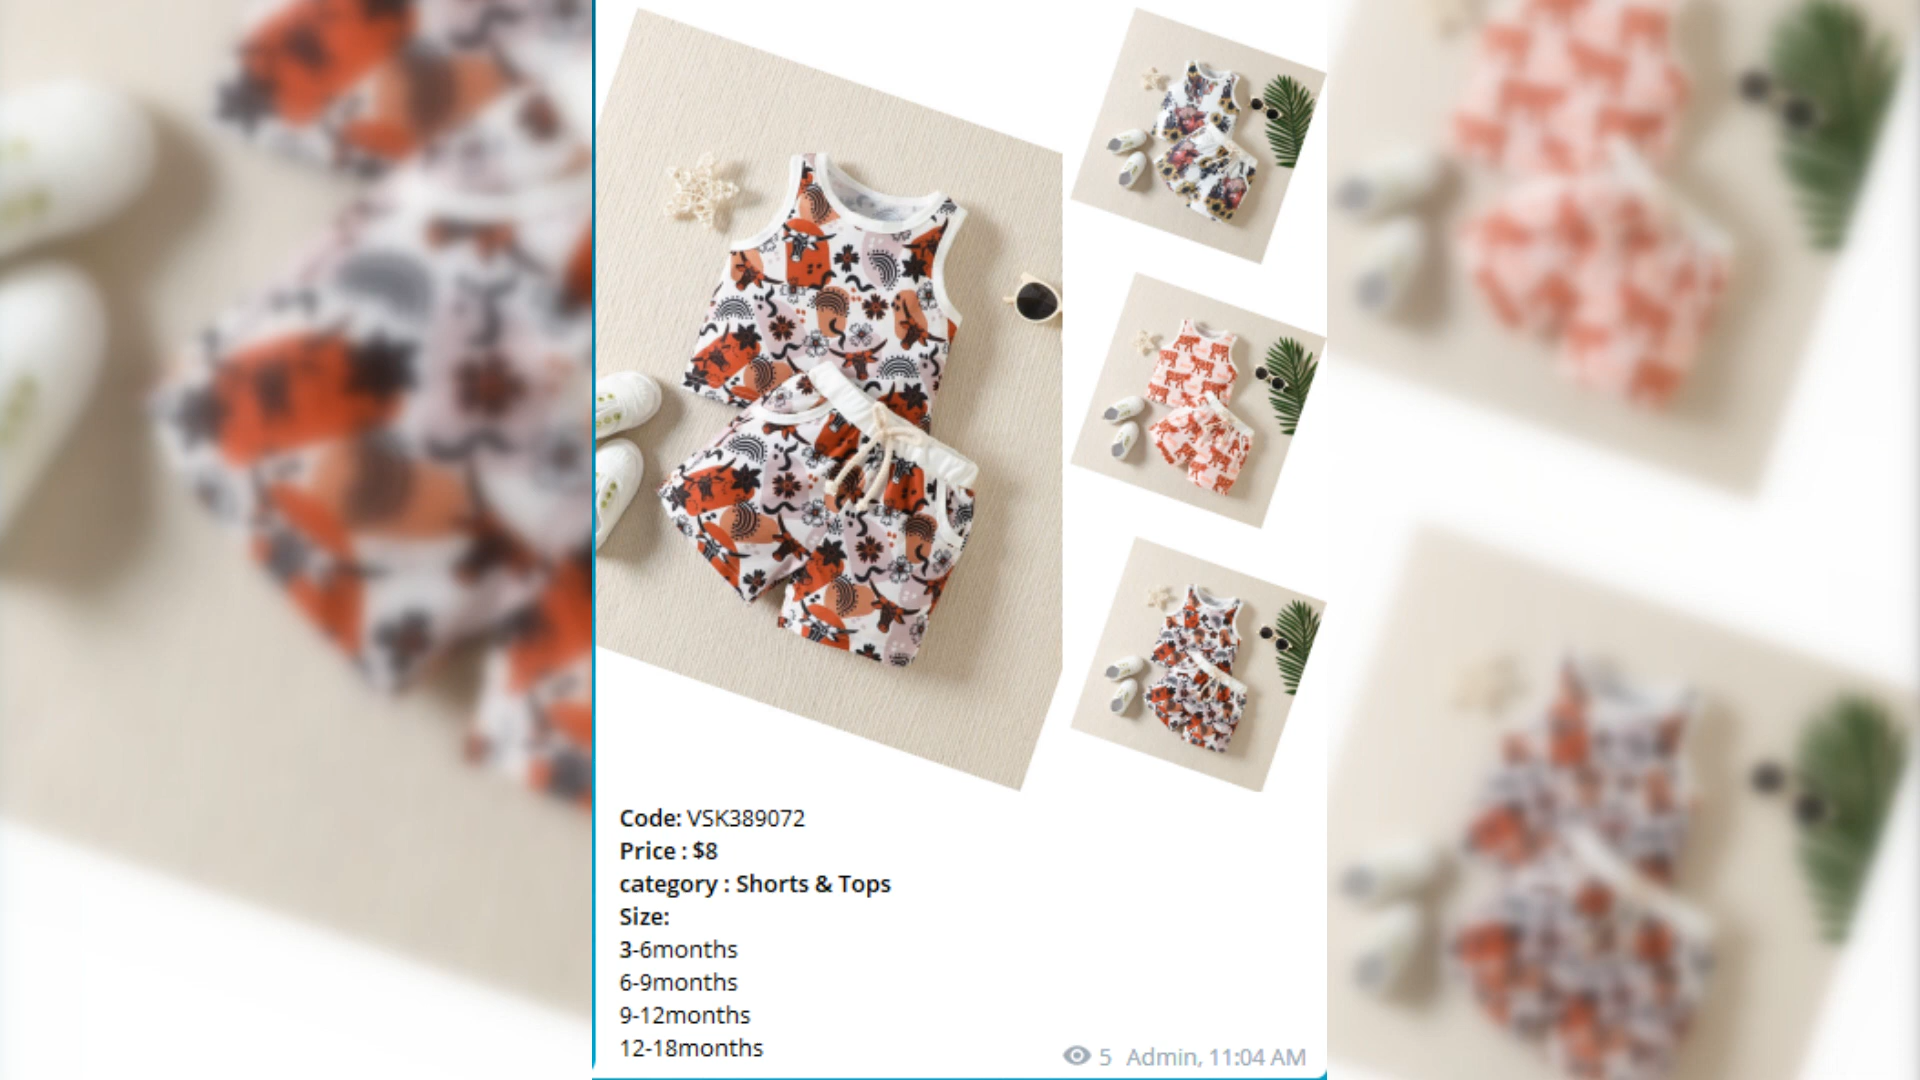 Code: VSK389072
Price : $8
category : Shorts & Tops
Size:
3-6months
6-9months
9-12months
12-18months
5 Admin, 11:04 AM